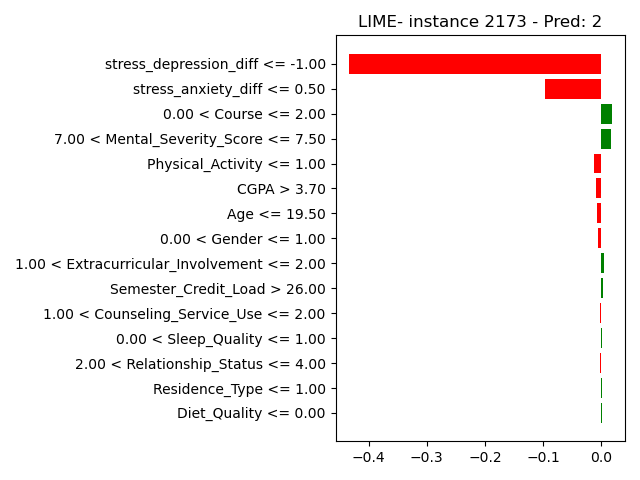 LIME- instance 2173 - Pred: 2
stress_depression_diff <= -1.00
stress_anxiety_diff <= 0.50
0.00 < Course <= 2.00
7.00 < Mental_Severity_Score <= 7.50
Physical_Activity <= 1.00
CGPA > 3.70
Age <= 19.50
0.00 < Gender <= 1.00
1.00 < Extracurricular_Involvement <= 2.00
Semester_Credit_Load > 26.00
1.00 < Counseling_Service_Use <= 2.00
0.00 < Sleep_Quality <= 1.00
2.00 < Relationship_Status <= 4.00
Residence_Type <= 1.00
Diet_Quality <= 0.00
−0.4 −0.3 −0.2 −0.1 0.0